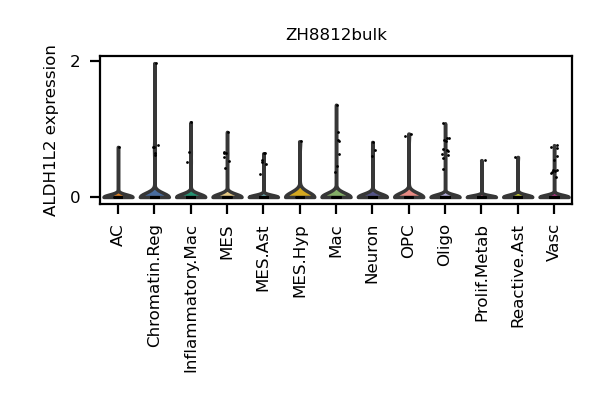 ZH8812bulk
ALDH1L2 expression
2
0
AC
Chromatin.Reg
Inflammatory.Mac
MES
MES.Ast
MES.Hyp
Mac
Neuron
OPC
Oligo
Prolif.Metab
Reactive.Ast
Vasc